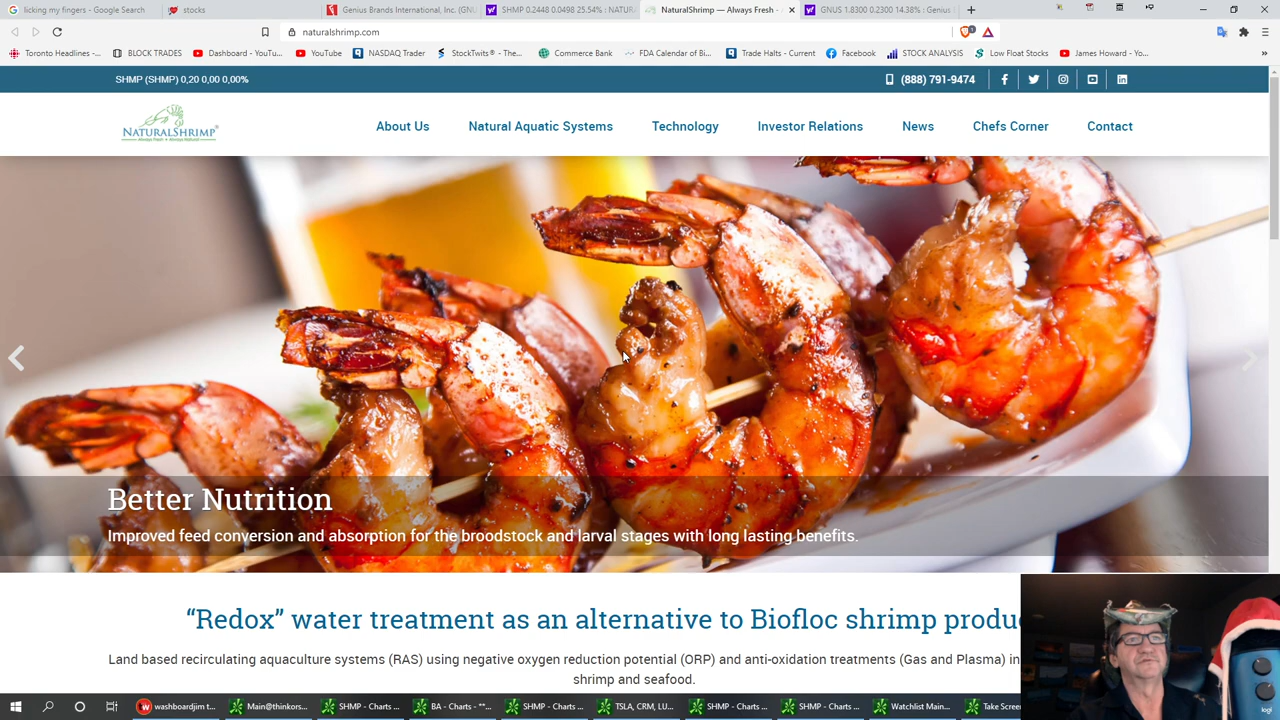 licking my fingers - Google Search
stocks
Genius Brands International, Inc. (GNU
SHMP 0.2448 0.0498 25.54% : NATUR
NaturalShrimp — Always Fresh -
GNUS 1.8300 0.2300 14.38% : Genius
naturalshrimp.com
Toronto Headlines -...
BLOCK TRADES
Dashboard - YouTu...
YouTube
NASDAQ Trader
StockTwits® - The...
Commerce Bank
FDA Calendar of Bi...
Trade Halts - Current
Facebook
STOCK ANALYSIS
Low Float Stocks
James Howard - Yo...
SHMP (SHMP) 0,20 0,00 0,00%
(888) 791-9474
NATURALSHRIMP®
Always Fresh • Always Natural
About Us
Natural Aquatic Systems
Technology
Investor Relations
News
Chefs Corner
Contact
Better Nutrition
Improved feed conversion and absorption for the broodstock and larval stages with long lasting benefits.
“Redox” water treatment as an alternative to Biofloc shrimp produc
Land based recirculating aquaculture systems (RAS) using negative oxygen reduction potential (ORP) and anti-oxidation treatments (Gas and Plasma) in
shrimp and seafood.
washboardjim t...
Main@thinkors...
SHMP - Charts ...
BA - Charts - **...
SHMP - Charts ...
TSLA, CRM, LU...
SHMP - Charts ...
SHMP - Charts ...
Watchlist Main...
Take Screen
logi